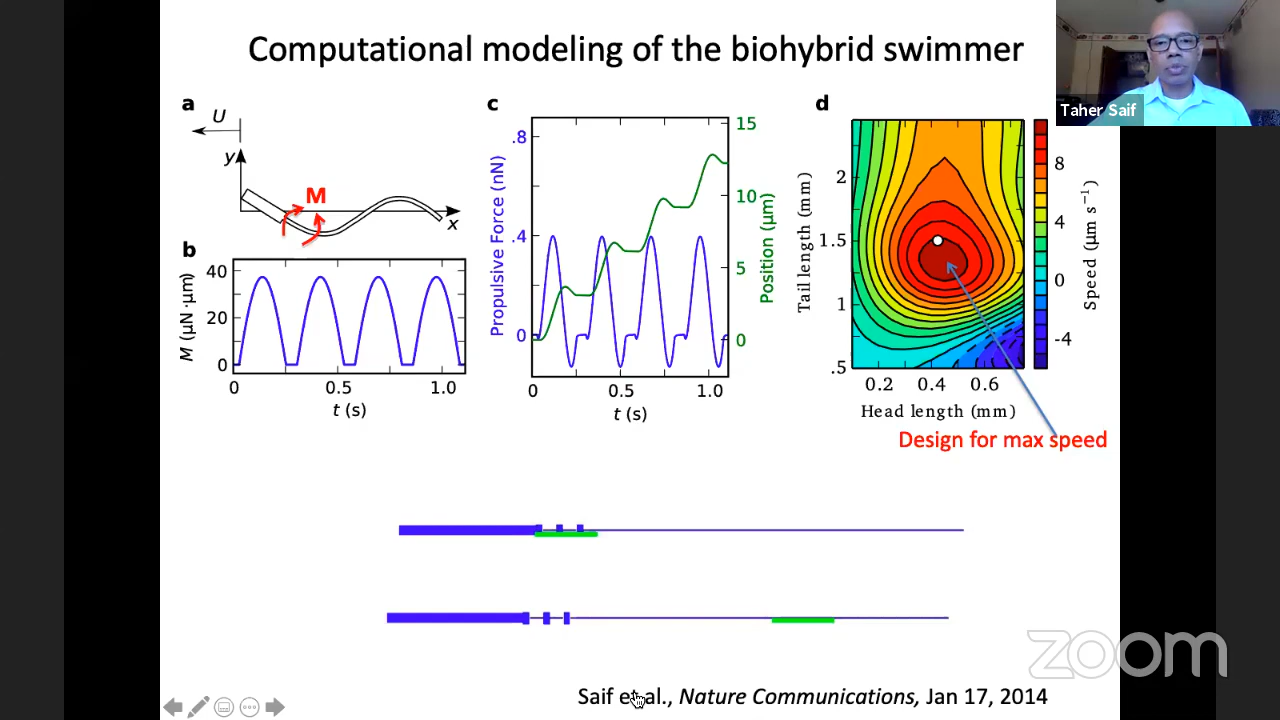 Computational modeling of the biohybrid swimmer
Taher Saif
a
U
y
M
x
b
M (µN·µm)
40
20
0
0
0.5
1.0
t (s)
c
Propulsive Force (nN)
.8
.4
0
15
10
5
0
Position (µm)
0
0.5
1.0
t (s)
d
Tail length (mm)
2
1.5
1
.5
0.2
0.4
0.6
Head length (mm)
8
4
0
-4
Speed (µm s⁻¹)
Design for max speed
zoom
Saif et al., Nature Communications, Jan 17, 2014